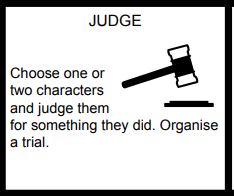 JUDGE
Choose one or
two characters
and judge them
for something they did. Organise
a trial.